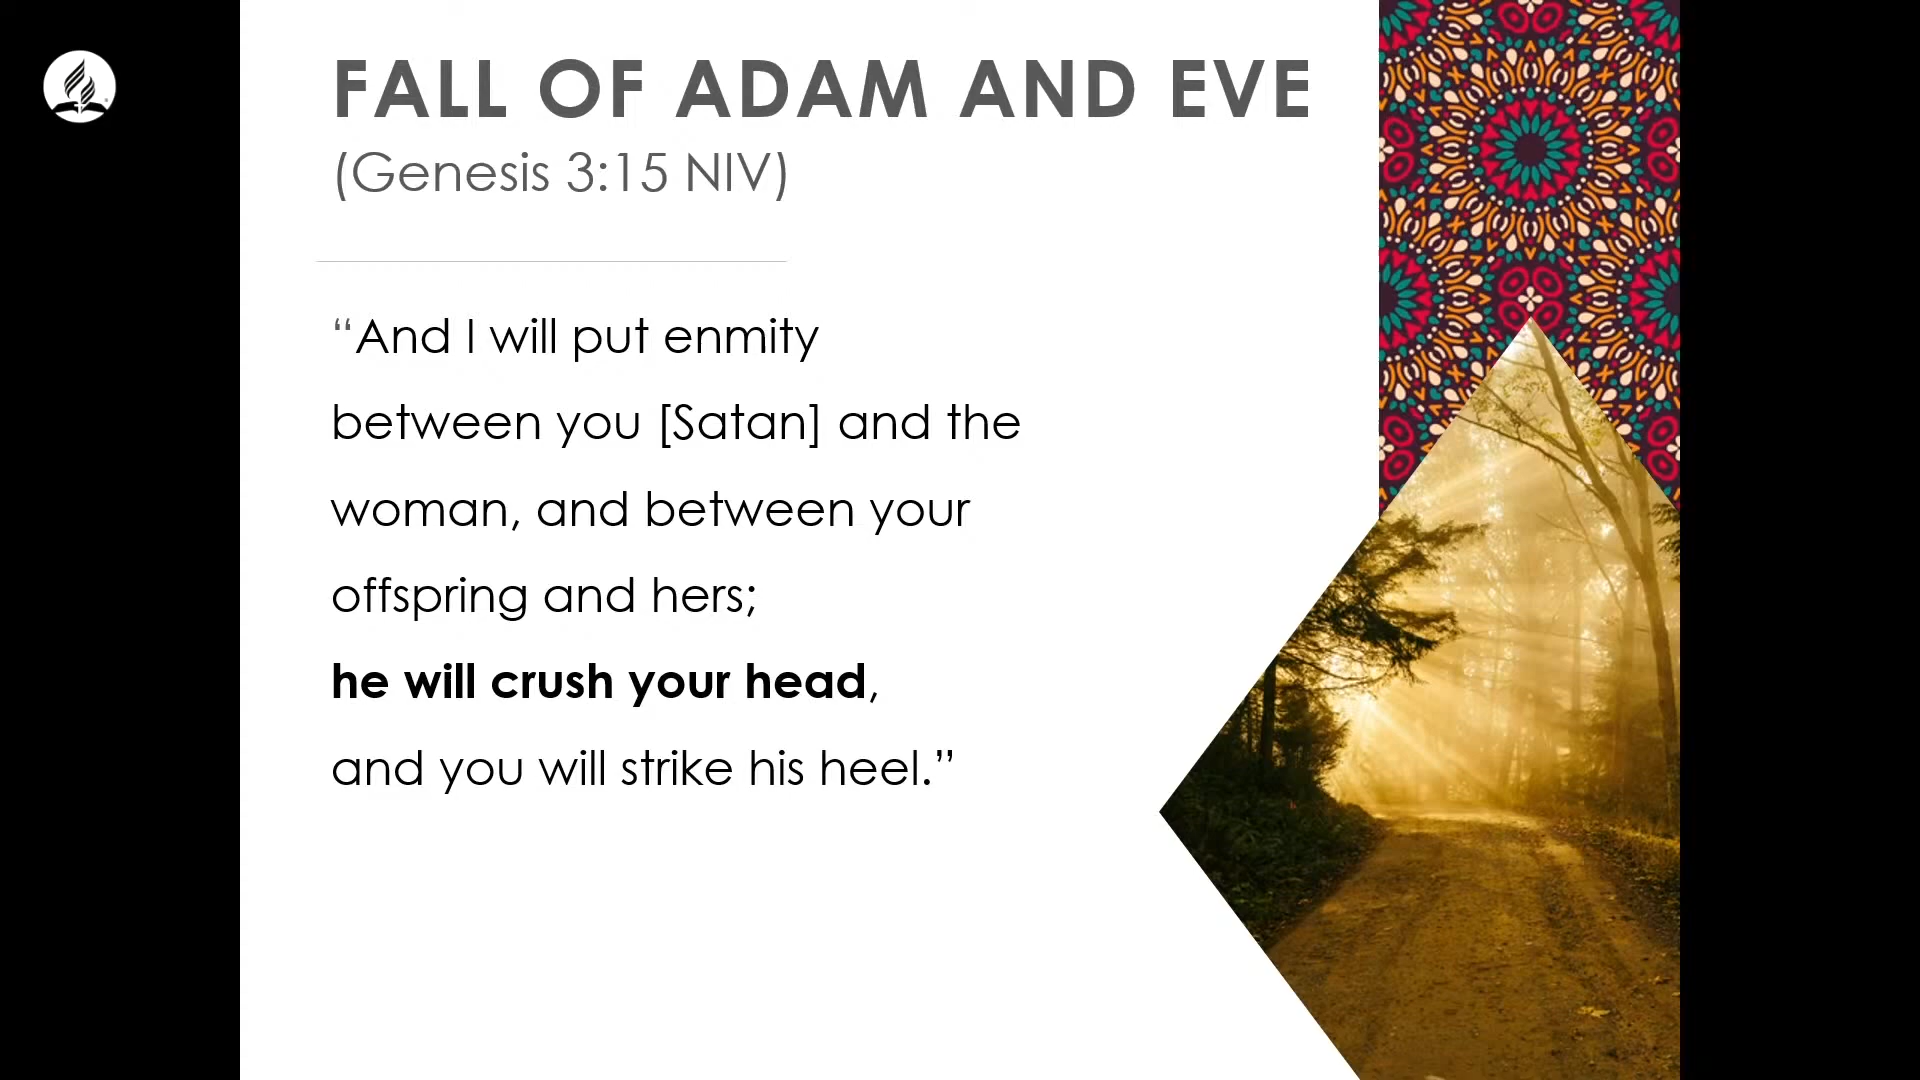 FALL OF ADAM AND EVE
(Genesis 3:15 NIV)
“And I will put enmity
between you [Satan] and the
woman, and between your
offspring and hers;
he will crush your head,
and you will strike his heel.”